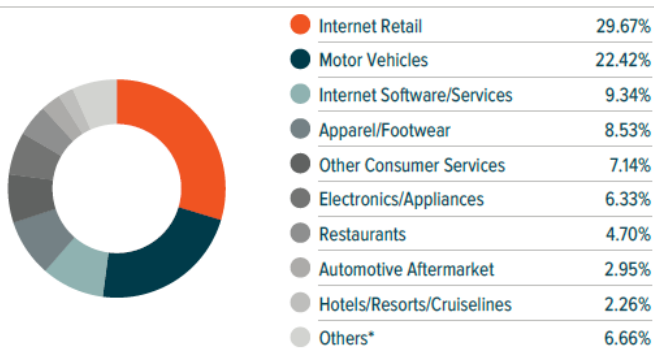 Internet Retail 29.67%
Motor Vehicles 22.42%
Internet Software/Services 9.34%
Apparel/Footwear 8.53%
Other Consumer Services 7.14%
Electronics/Appliances 6.33%
Restaurants 4.70%
Automotive Aftermarket 2.95%
Hotels/Resorts/Cruiselines 2.26%
Others* 6.66%